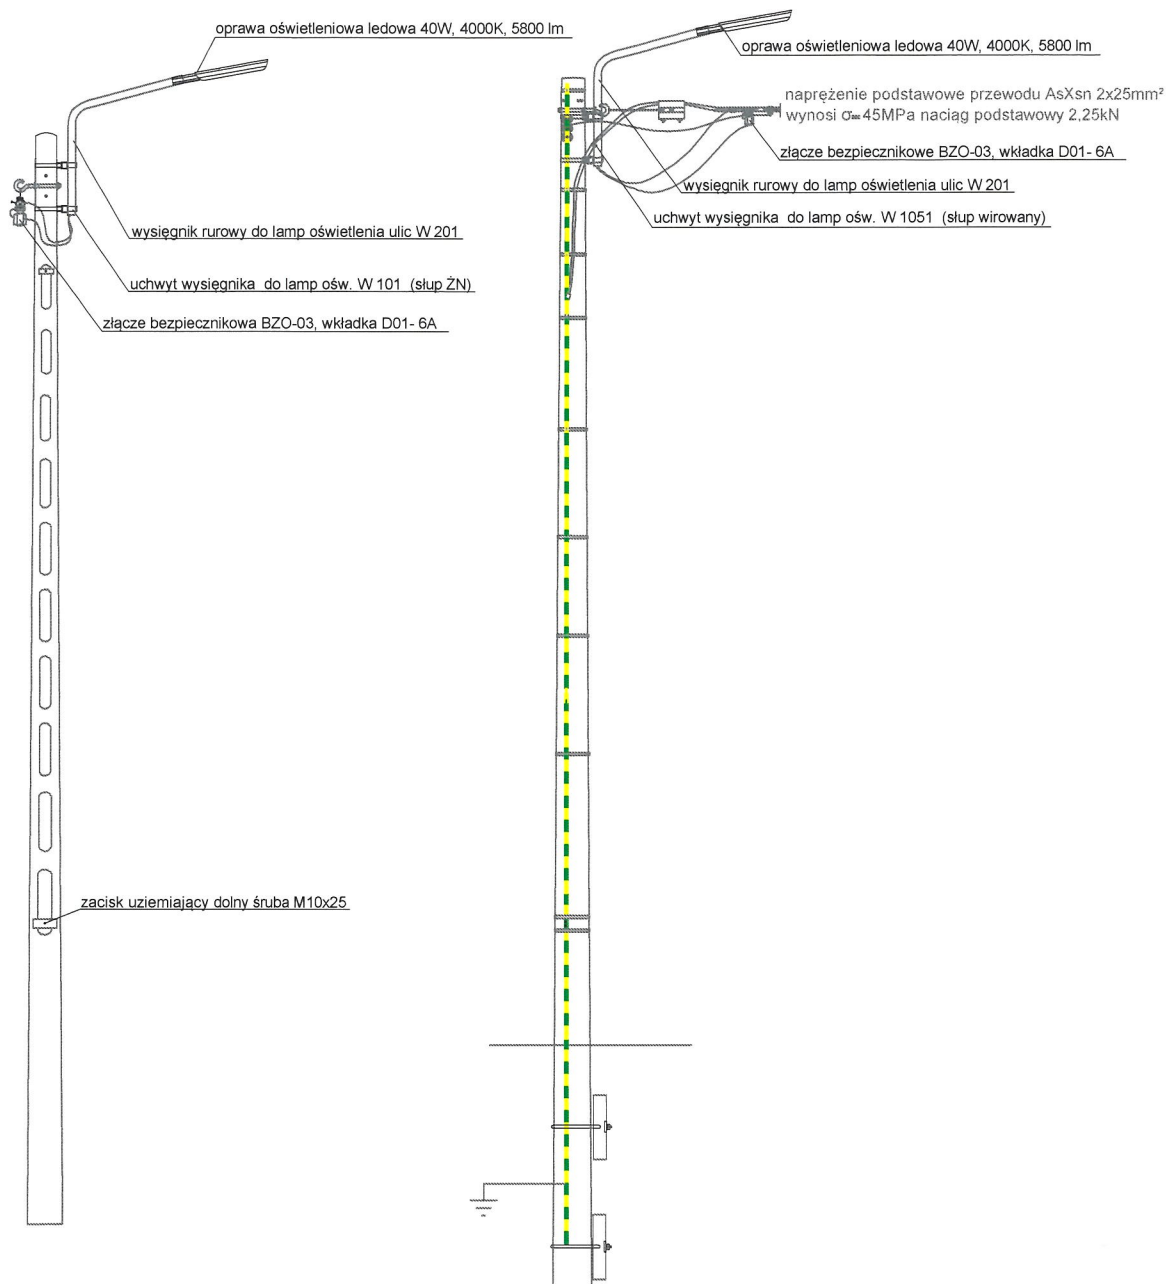 oprawa oświetleniowa ledowa 40W, 4000K, 5800 lm
wysięgnik rurowy do lamp oświetlenia ulic W 201
uchwyt wysięgnika do lamp ośw. W 101 (słup ŻN)
złącze bezpiecznikowa BZO-03, wkładka D01- 6A
zacisk uziemiający dolny śruba M10x25
oprawa oświetleniowa ledowa 40W, 4000K, 5800 lm
naprężenie podstawowe przewodu AsXsn 2x25mm²
wynosi σ 45MPa naciąg podstawowy 2,25kN
złącze bezpiecznikowe BZO-03, wkładka D01- 6A
wysięgnik rurowy do lamp oświetlenia ulic W 201
uchwyt wysięgnika do lamp ośw. W 1051 (słup wirowany)